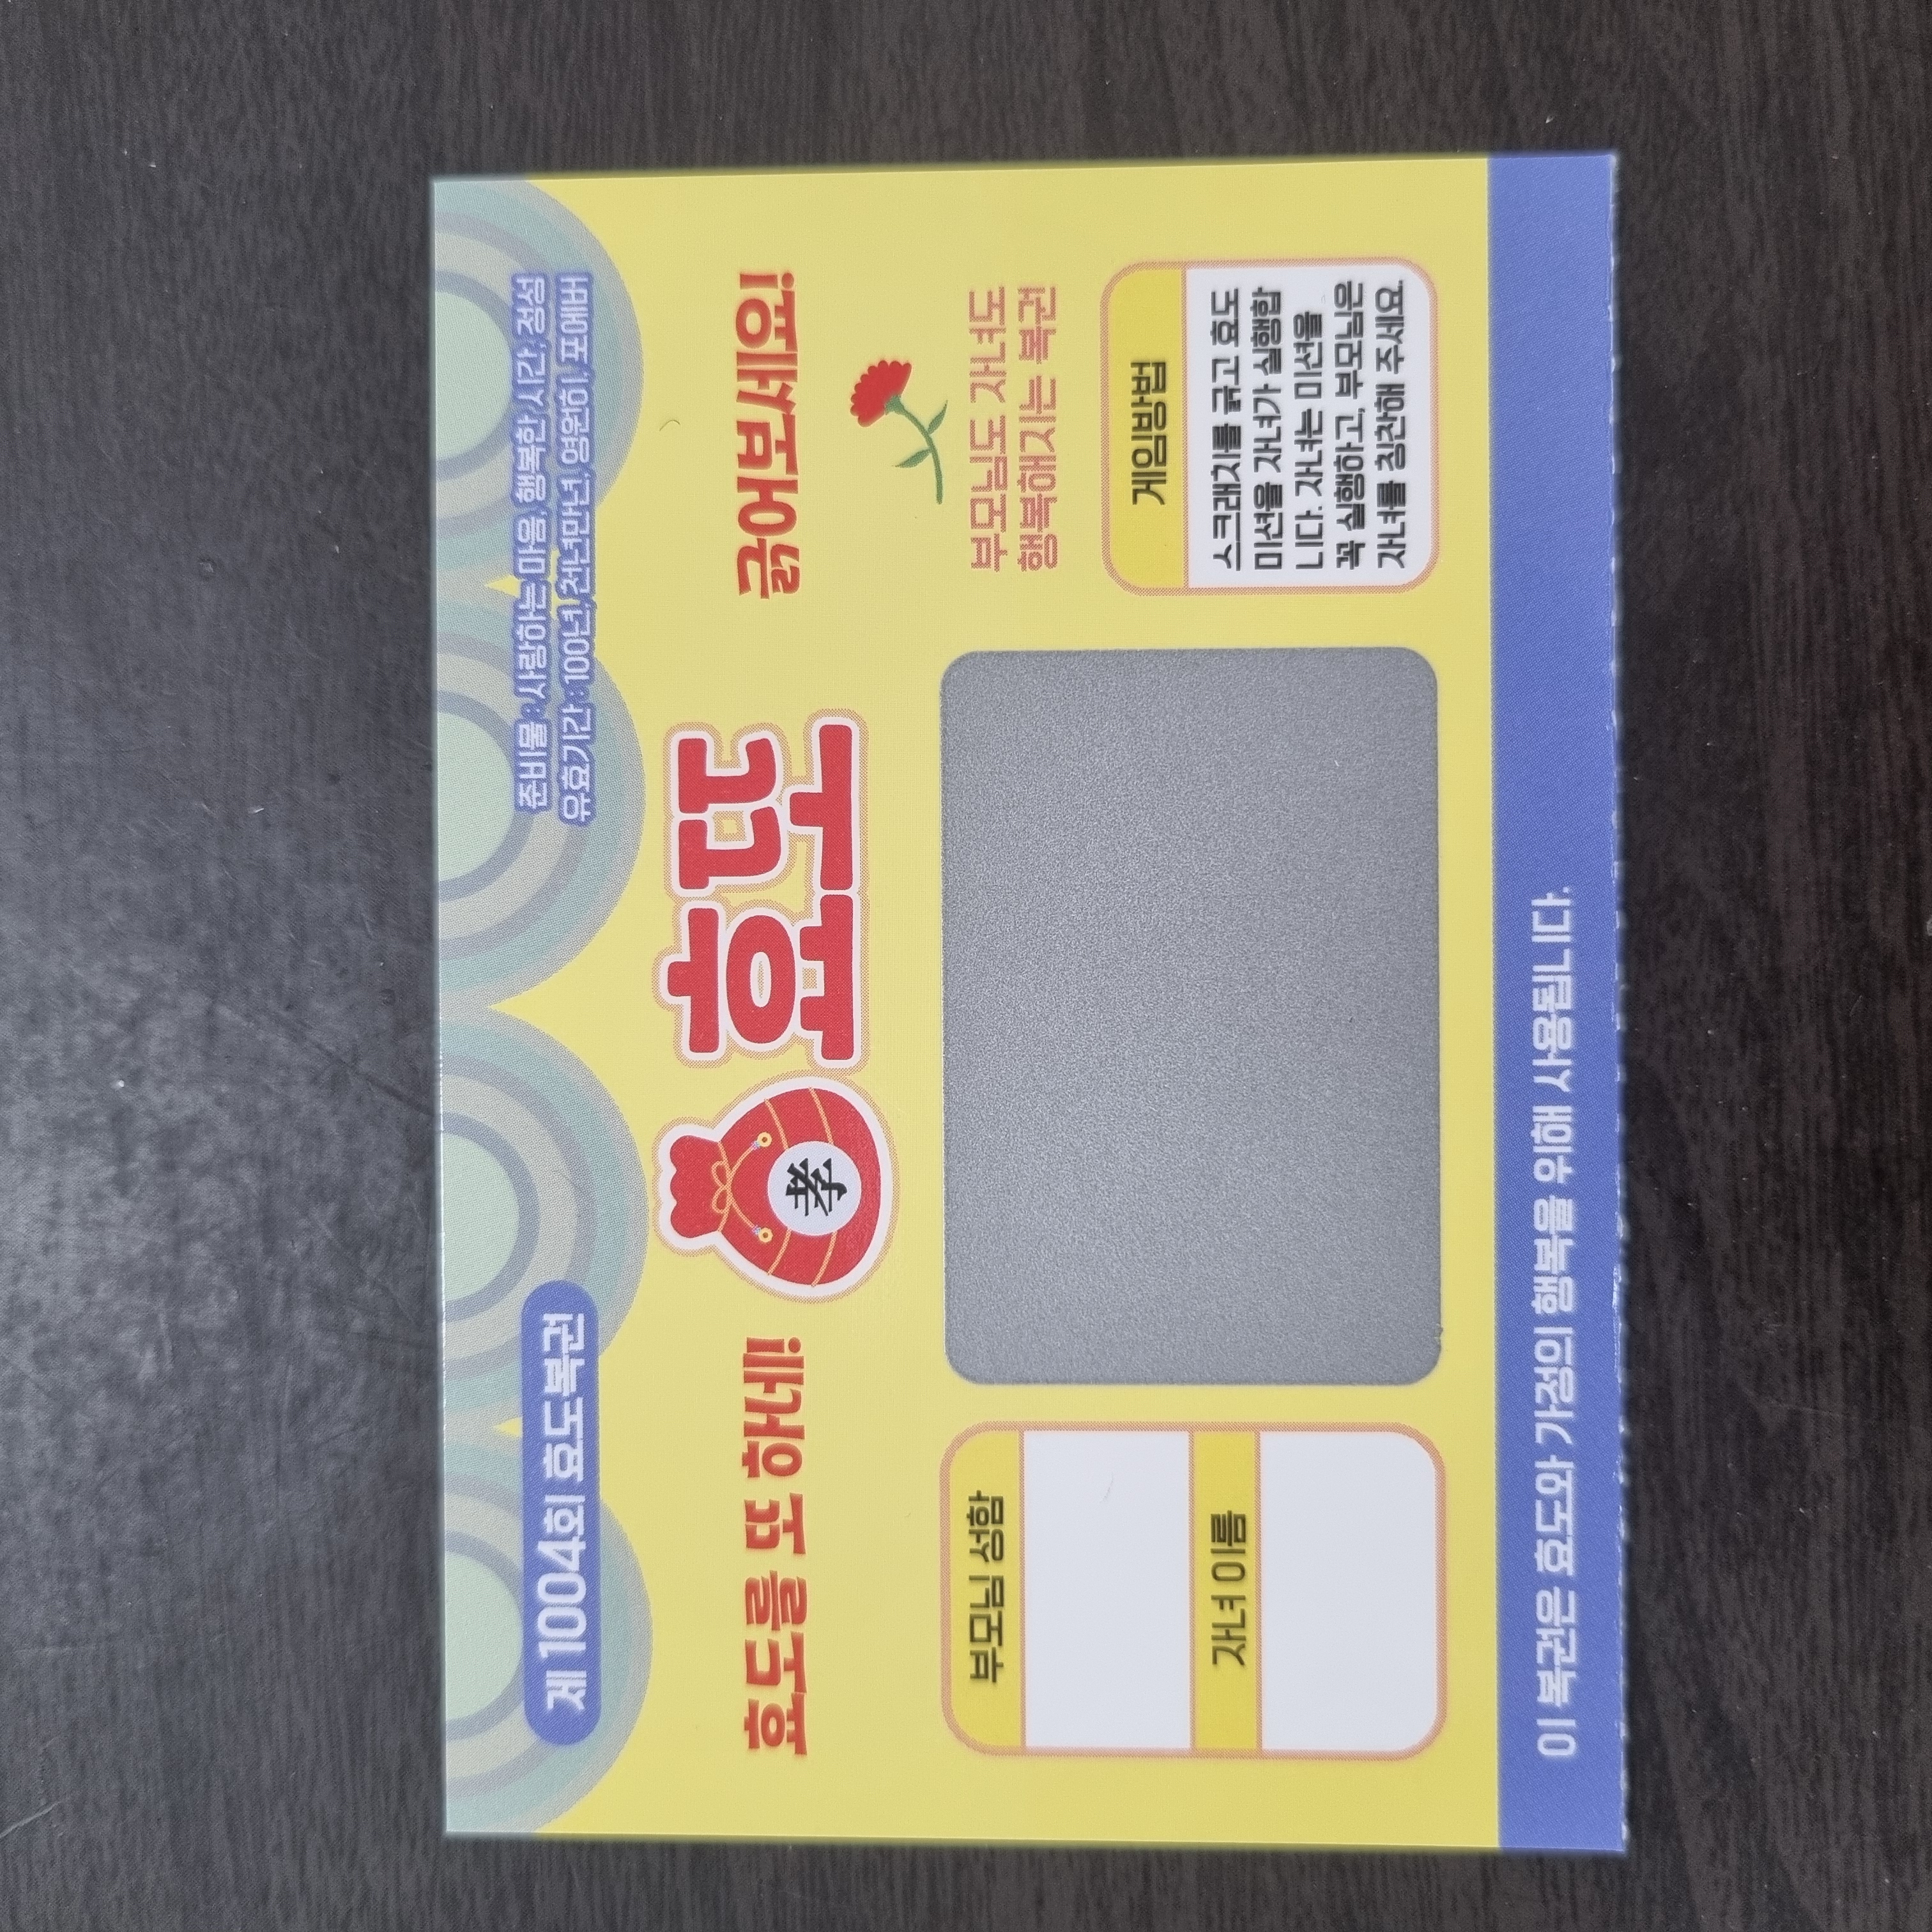 제 1004회 효도복권
준비물 : 사랑하는 마음, 행복한 시간, 정성
유효기간 : 100년, 천년만년, 영원히, 포에버
효도를 또 하네!
孝
효또
긁어보세요!
부모님도 자녀도
행복해지는 복권
부모님 성함
자녀 이름
게임방법
스크래치를 긁고 효도
미션을 자녀가 실행합
니다. 자녀는 미션을
꼭 실행하고, 부모님은
자녀를 칭찬해 주세요.
이 복권은 효도와 가정의 행복을 위해 사용됩니다.